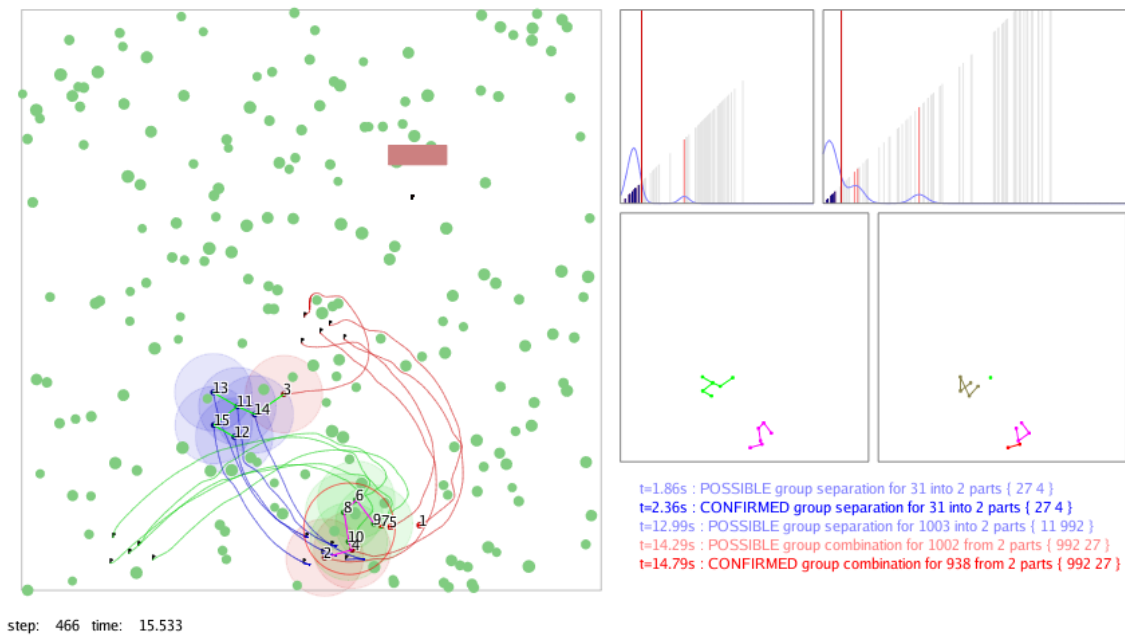 13
3
11
14
15
12
6
8
9 7 5
1
10
4
2
t=1.86s : POSSIBLE group separation for 31 into 2 parts { 27 4 }
t=2.36s : CONFIRMED group separation for 31 into 2 parts { 27 4 }
t=12.99s : POSSIBLE group separation for 1003 into 2 parts { 11 992 }
t=14.29s : POSSIBLE group combination for 1002 from 2 parts { 992 27 }
t=14.79s : CONFIRMED group combination for 938 from 2 parts { 992 27 }
step: 466 time: 15.533